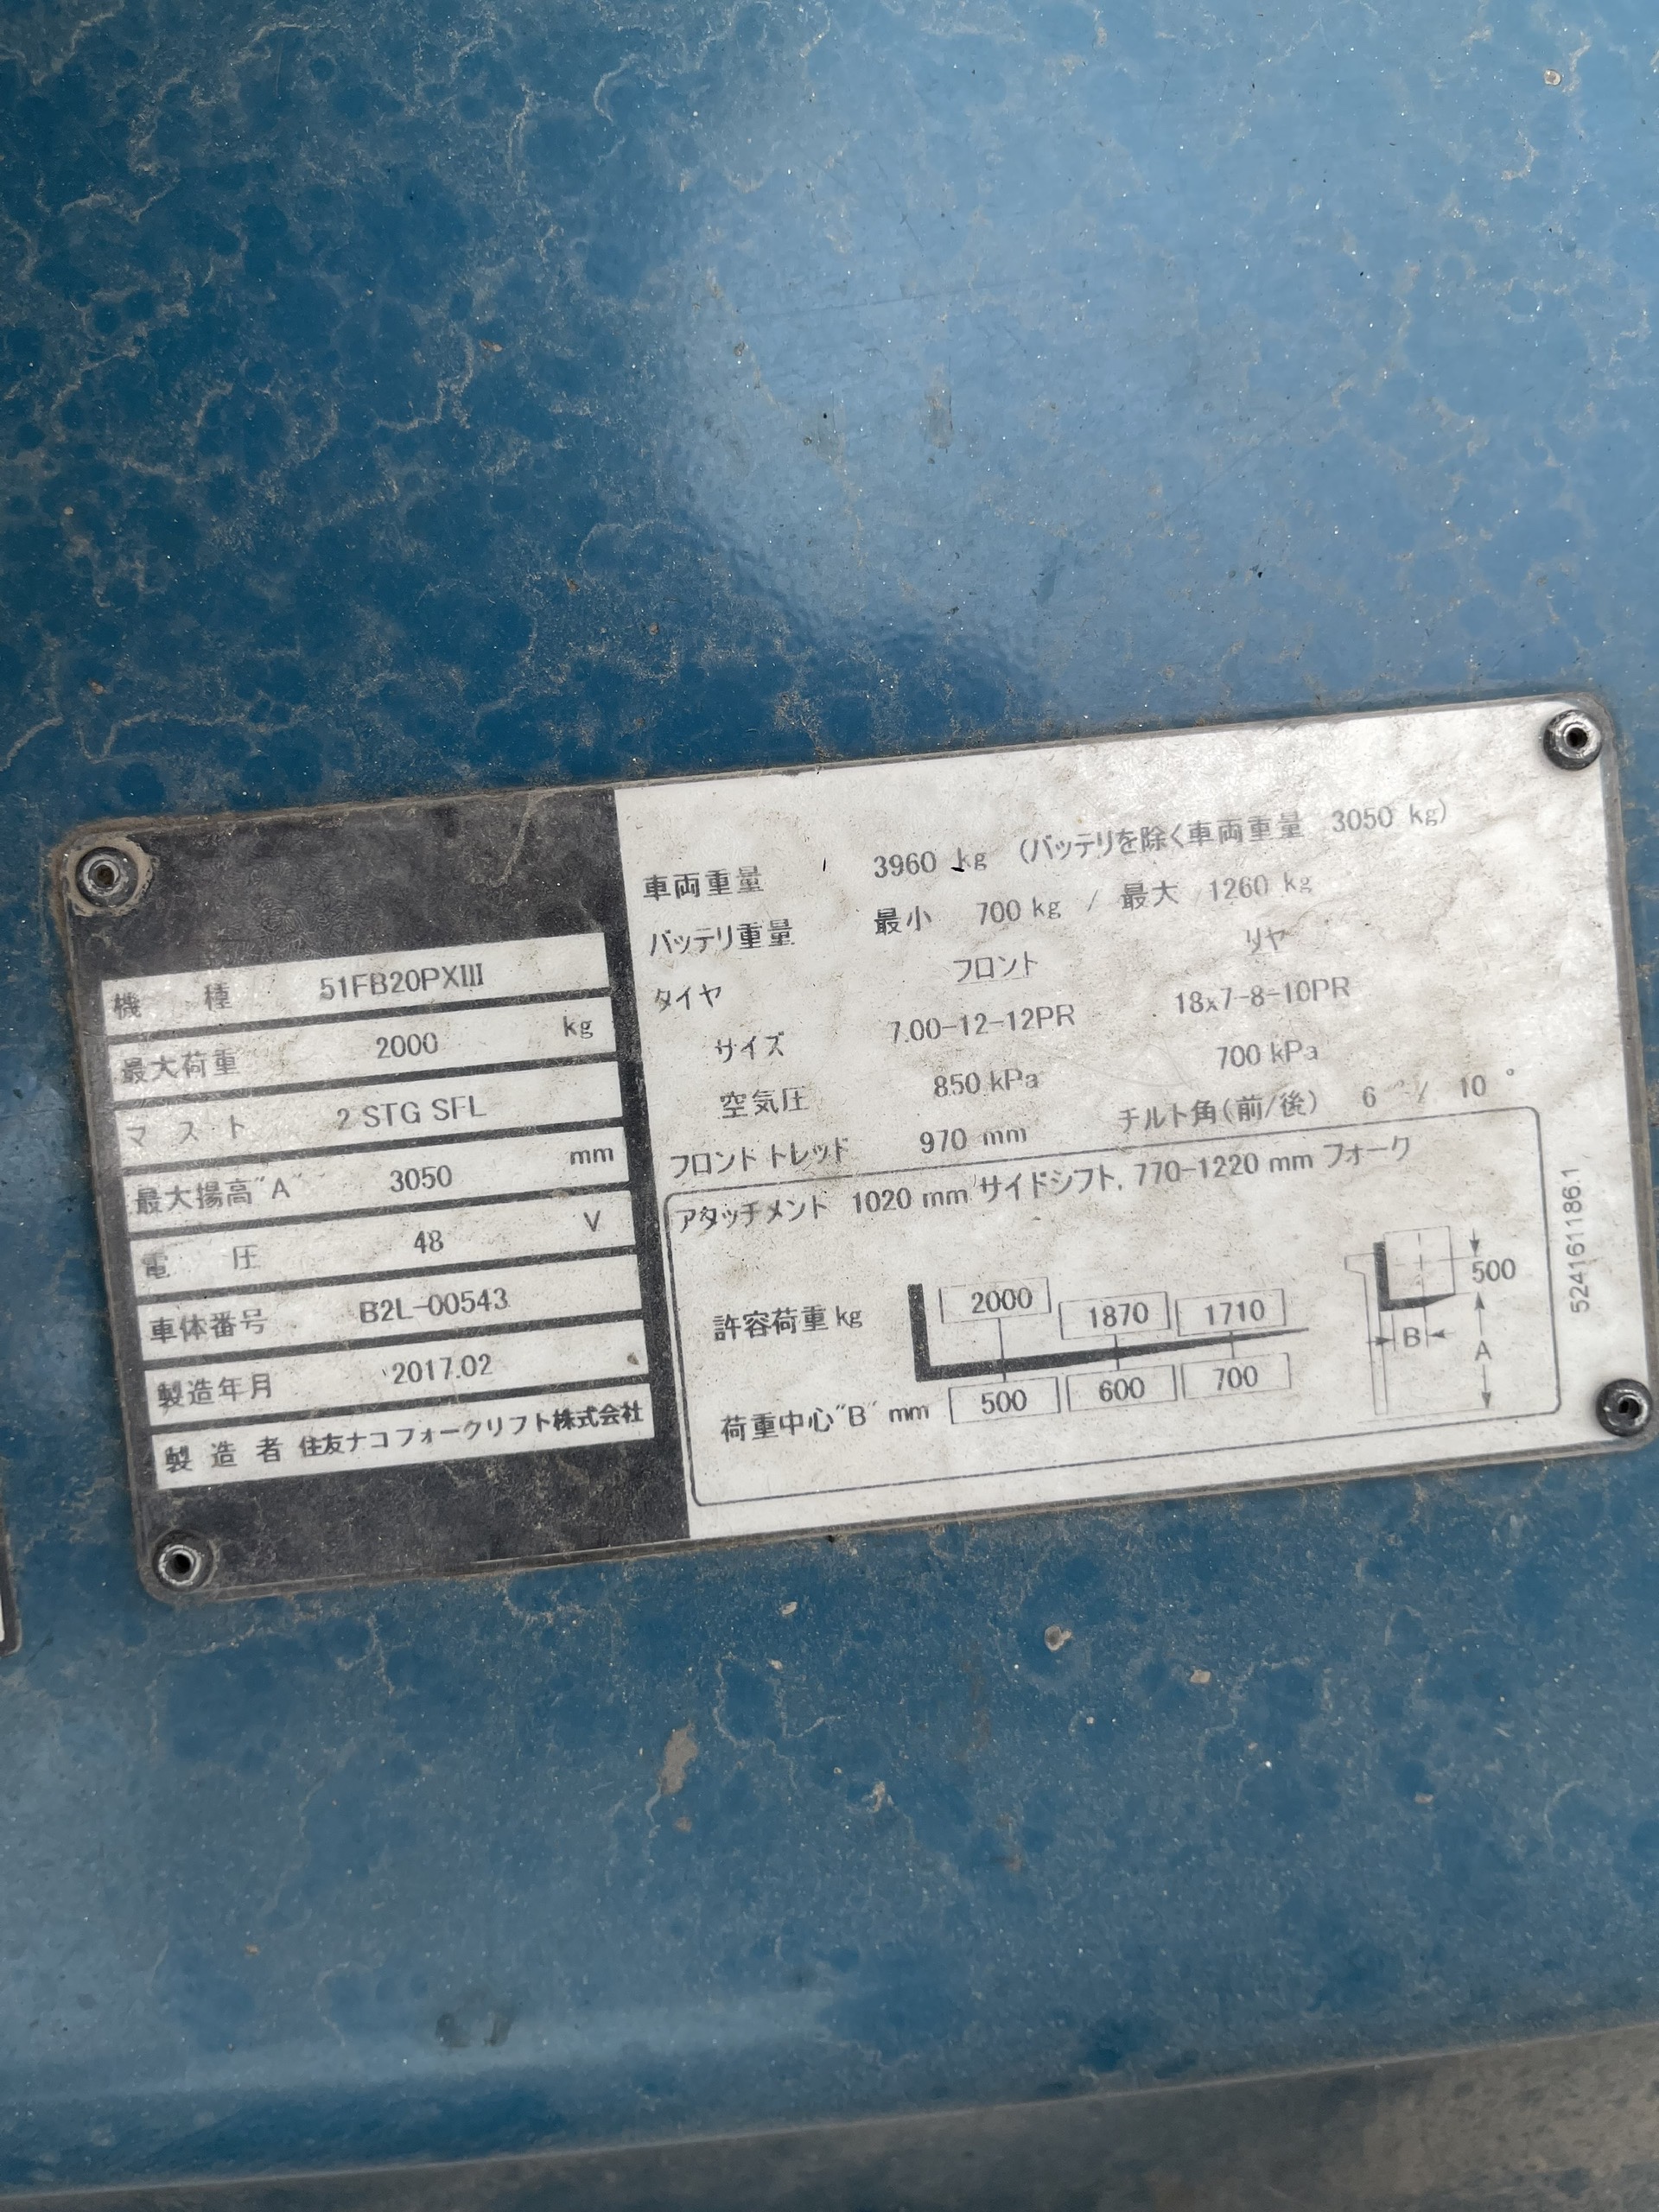 機種 51FB20PXIII
最大荷重 2000 kg
マスト 2 STG SFL
最大揚高"A" 3050 mm
電圧 48 V
車体番号 B2L-00543
製造年月 2017.02
製造者 住友ナコフォークリフト株式会社
車両重量 3960 kg (バッテリを除く車両重量 3050 kg)
バッテリ重量 最小 700 kg / 最大 1260 kg
タイヤ フロント リヤ
サイズ 7.00-12-12PR 18x7-8-10PR
空気圧 850 kPa 700 kPa
フロント トレッド 970 mm チルト角(前/後) 6 ° / 10 °
アタッチメント 1020 mm サイドシフト, 770-1220 mm フォーク
許容荷重 kg 2000 1870 1710
荷重中心"B" mm 500 600 700
500
B
A
524161186.1